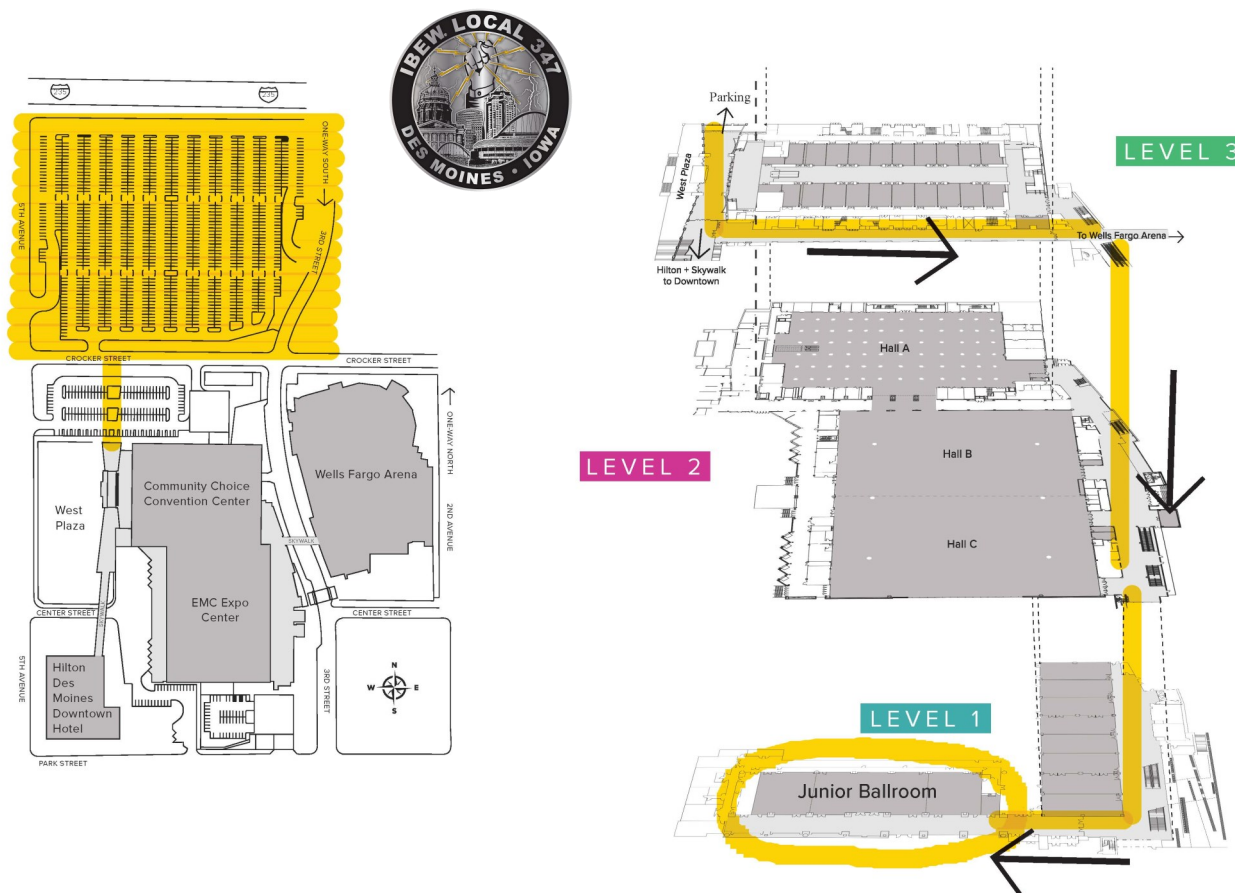 IBEW LOCAL 347
DES MOINES • IOWA
235
235
ONE-WAY SOUTH
5TH AVENUE
3RD STREET
CROCKER STREET
CROCKER STREET
Wells Fargo Arena
ONE-WAY NORTH
2ND AVENUE
Community Choice
Convention Center
West
Plaza
SKYWALK
EMC Expo
Center
CENTER STREET
CENTER STREET
SKYWALK
5TH AVENUE
Hilton
Des
Moines
Downtown
Hotel
3RD STREET
N
W
E
S
PARK STREET
Parking
LEVEL 3
West Plaza
To Wells Fargo Arena
Hilton + Skywalk
to Downtown
Hall A
LEVEL 2
Hall B
Hall C
LEVEL 1
Junior Ballroom